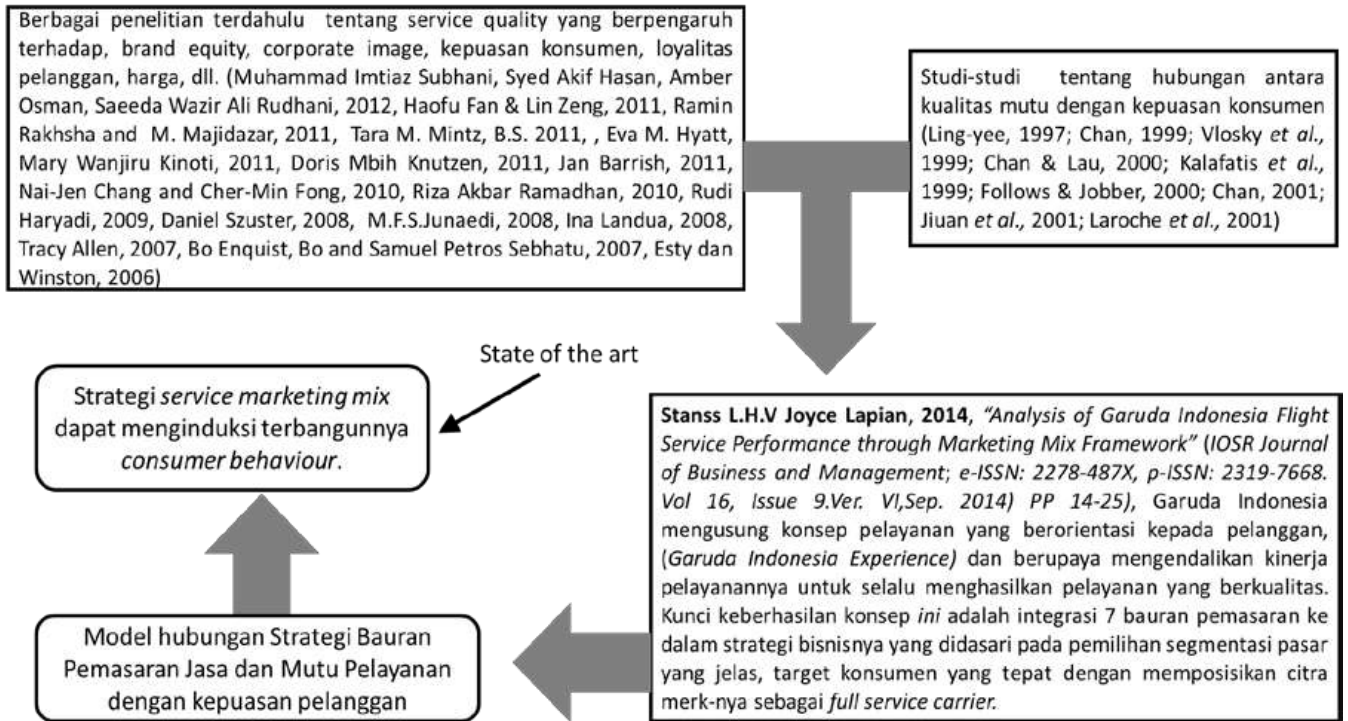 Berbagai penelitian terdahulu tentang service quality yang berpengaruh
terhadap, brand equity, corporate image, kepuasan konsumen, loyalitas
pelanggan, harga, dll. (Muhammad Imtiaz Subhani, Syed Akif Hasan, Amber
Osman, Saeeda Wazir Ali Rudhani, 2012, Haofu Fan & Lin Zeng, 2011, Ramin
Rakhsha and M. Majidazar, 2011, Tara M. Mintz, B.S. 2011, , Eva M. Hyatt,
Mary Wanjiru Kinoti, 2011, Doris Mbih Knutzen, 2011, Jan Barrish, 2011,
Nai-Jen Chang and Cher-Min Fong, 2010, Riza Akbar Ramadhan, 2010, Rudi
Haryadi, 2009, Daniel Szuster, 2008, M.F.S.Junaedi, 2008, Ina Landua, 2008,
Tracy Allen, 2007, Bo Enquist, Bo and Samuel Petros Sebhatu, 2007, Esty dan
Winston, 2006)
Studi-studi tentang hubungan antara
kualitas mutu dengan kepuasan konsumen
(Ling-yee, 1997; Chan, 1999; Vlosky et al.,
1999; Chan & Lau, 2000; Kalafatis et al.,
1999; Follows & Jobber, 2000; Chan, 2001;
Jiuan et al., 2001; Laroche et al., 2001)
State of the art
Strategi service marketing mix
dapat menginduksi terbangunnya
consumer behaviour.
Stanss L.H.V Joyce Lapian, 2014, “Analysis of Garuda Indonesia Flight
Service Performance through Marketing Mix Framework” (IOSR Journal
of Business and Management; e-ISSN: 2278-487X, p-ISSN: 2319-7668.
Vol 16, Issue 9.Ver. VI,Sep. 2014) PP 14-25), Garuda Indonesia
mengusung konsep pelayanan yang berorientasi kepada pelanggan,
(Garuda Indonesia Experience) dan berupaya mengendalikan kinerja
pelayanannya untuk selalu menghasilkan pelayanan yang berkualitas.
Kunci keberhasilan konsep ini adalah integrasi 7 bauran pemasaran ke
dalam strategi bisnisnya yang didasari pada pemilihan segmentasi pasar
yang jelas, target konsumen yang tepat dengan memposisikan citra
merk-nya sebagai full service carrier.
Model hubungan Strategi Bauran
Pemasaran Jasa dan Mutu Pelayanan
dengan kepuasan pelanggan